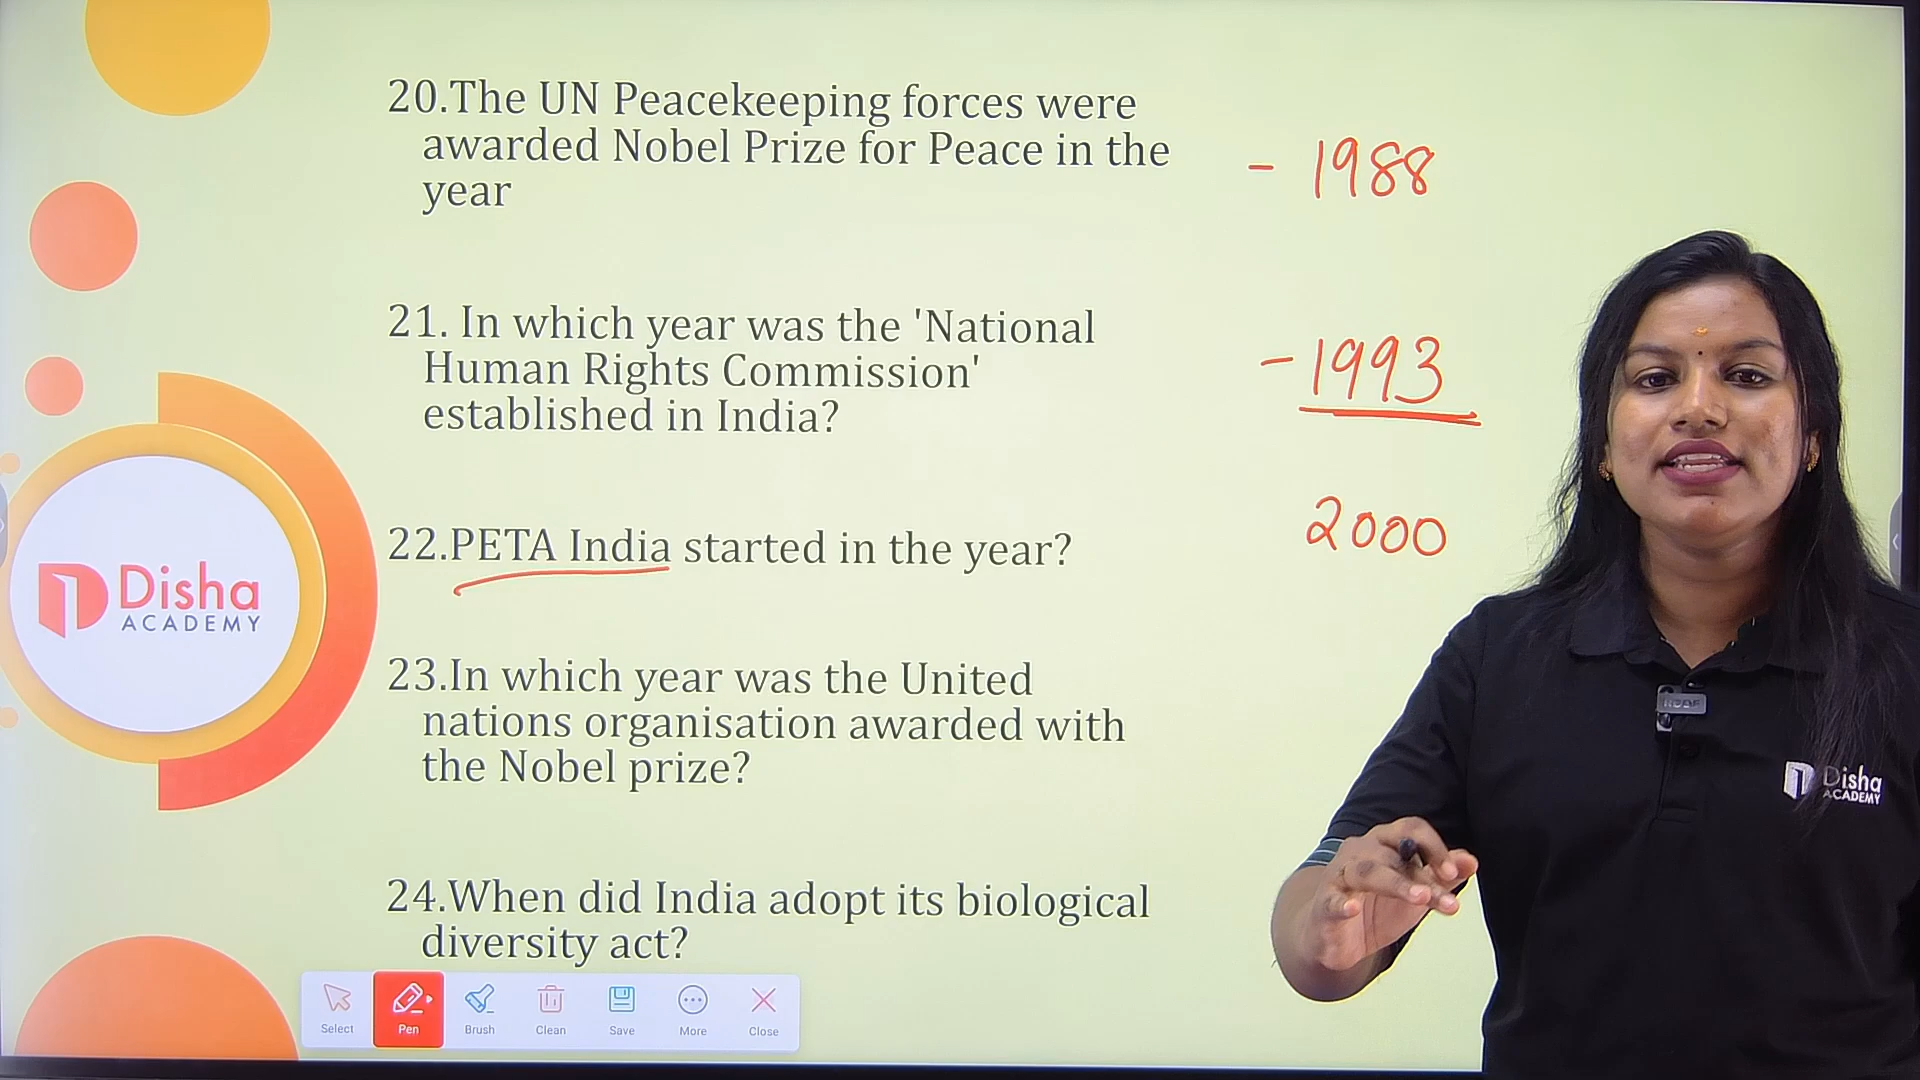 20.The UN Peacekeeping forces were
awarded Nobel Prize for Peace in the
year
- 1988
21. In which year was the 'National
Human Rights Commission'
established in India?
- 1993
22.PETA India started in the year?
2000
23.In which year was the United
nations organisation awarded with
the Nobel prize?
24.When did India adopt its biological
diversity act?
Disha
ACADEMY
Disha
ACADEMY
Select
Pen
Brush
Clean
Save
More
Close